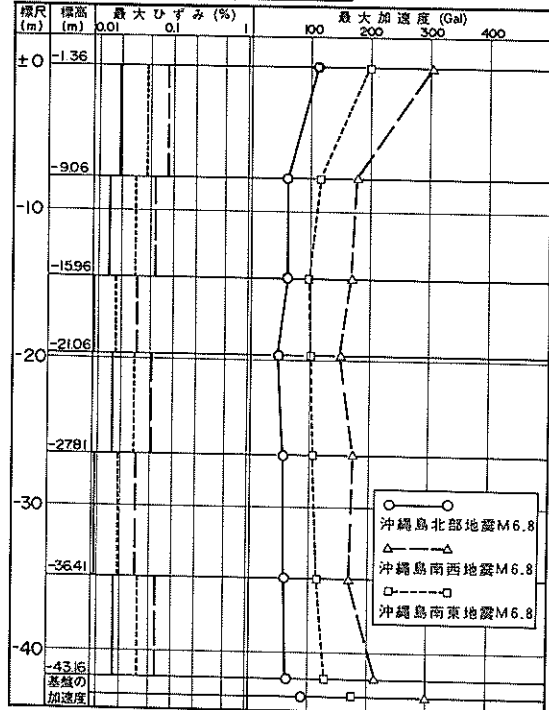 標尺 標高 最大ひずみ (%) 最大加速度 (Gal)
(m) (m) 0.01 0.1 1 100 200 300 400
±0 -1.36
-9.06
-10
-15.96
-21.06
-20
-27.81
-30
沖縄島北部地震M6.8
沖縄島南西地震M6.8
-36.41
沖縄島南東地震M6.8
-40
-43.16
基盤の
加速度